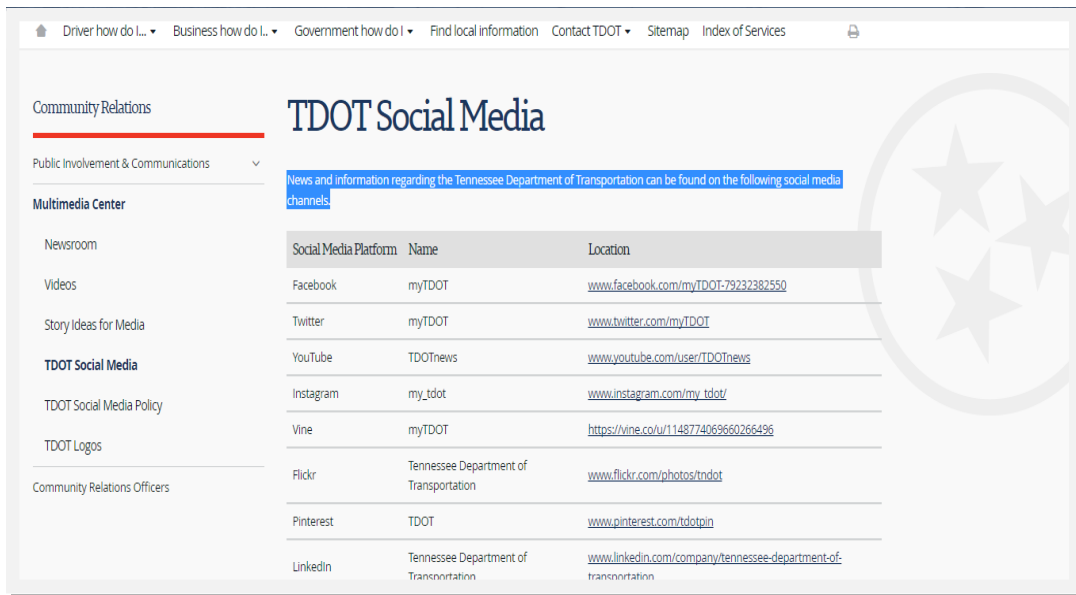 Driver how do I... Business how do I.. Government how do I Find local information Contact TDOT Sitemap Index of Services
Community Relations
Public Involvement & Communications
Multimedia Center
Newsroom
Videos
Story Ideas for Media
TDOT Social Media
TDOT Social Media Policy
TDOT Logos
Community Relations Officers
TDOT Social Media
News and information regarding the Tennessee Department of Transportation can be found on the following social media
channels.
Social Media Platform Name Location
Facebook myTDOT www.facebook.com/myTDOT-79232382550
Twitter myTDOT www.twitter.com/myTDOT
YouTube TDOTnews www.youtube.com/user/TDOTnews
Instagram my_tdot www.instagram.com/my_tdot/
Vine myTDOT https://vine.co/u/1148774069660266496
Flickr Tennessee Department of
Transportation www.flickr.com/photos/tndot
Pinterest TDOT www.pinterest.com/tdotpin
LinkedIn Tennessee Department of www.linkedin.com/company/tennessee-department-of-
Transportation transportation